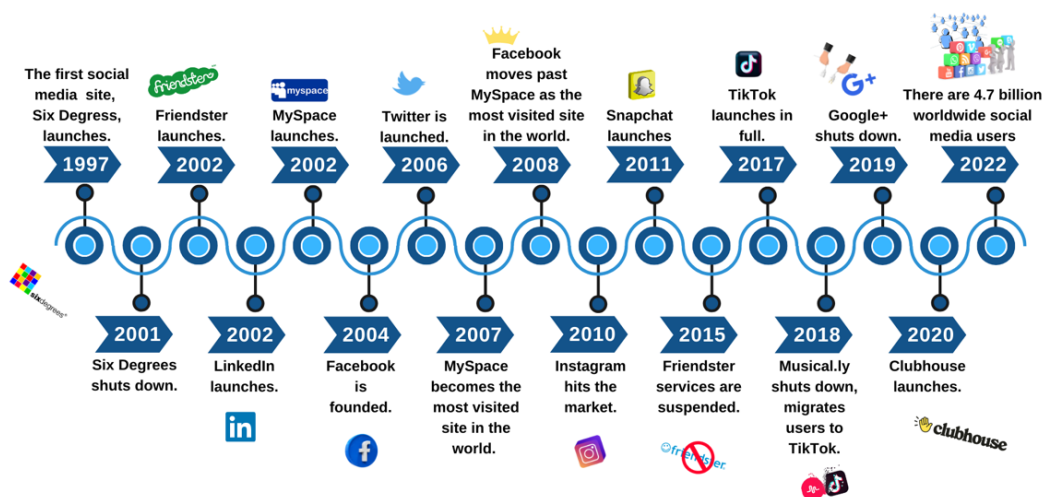 The first social
media site,
Six Degress,
launches.
1997
Six Degrees
shuts down.
2001
friendster
Friendster
launches.
2002
LinkedIn
launches.
2002
in
myspace
MySpace
launches.
2002
Facebook
is
founded.
2004
f
Twitter is
launched.
2006
MySpace
becomes the
most visited
site in the
world.
2007
Facebook
moves past
MySpace as the
most visited site
in the world.
2008
Instagram
hits the
market.
2010
Snapchat
launches
2011
Friendster
services are
suspended.
2015
friendster.
TikTok
launches in
full.
2017
Musical.ly
shuts down,
migrates
users to
TikTok.
2018
G+
Google+
shuts down.
2019
Clubhouse
launches.
2020
clubhouse
There are 4.7 billion
worldwide social
media users
2022
sixdegrees